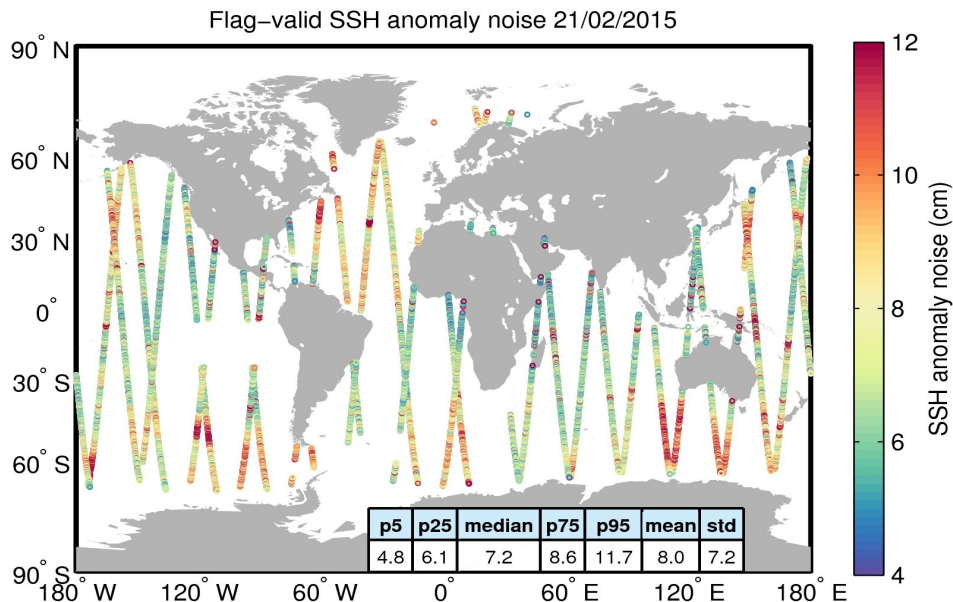 Flag−valid SSH anomaly noise 21/02/2015
90° N
60° N
30° N
0°
30° S
60° S
90° S
180° W
120° W
60° W
0°
60° E
120° E
180° E
p5 p25 median p75 p95 mean std
4.8 6.1 7.2 8.6 11.7 8.0 7.2
12
10
8
6
4
SSH anomaly noise (cm)